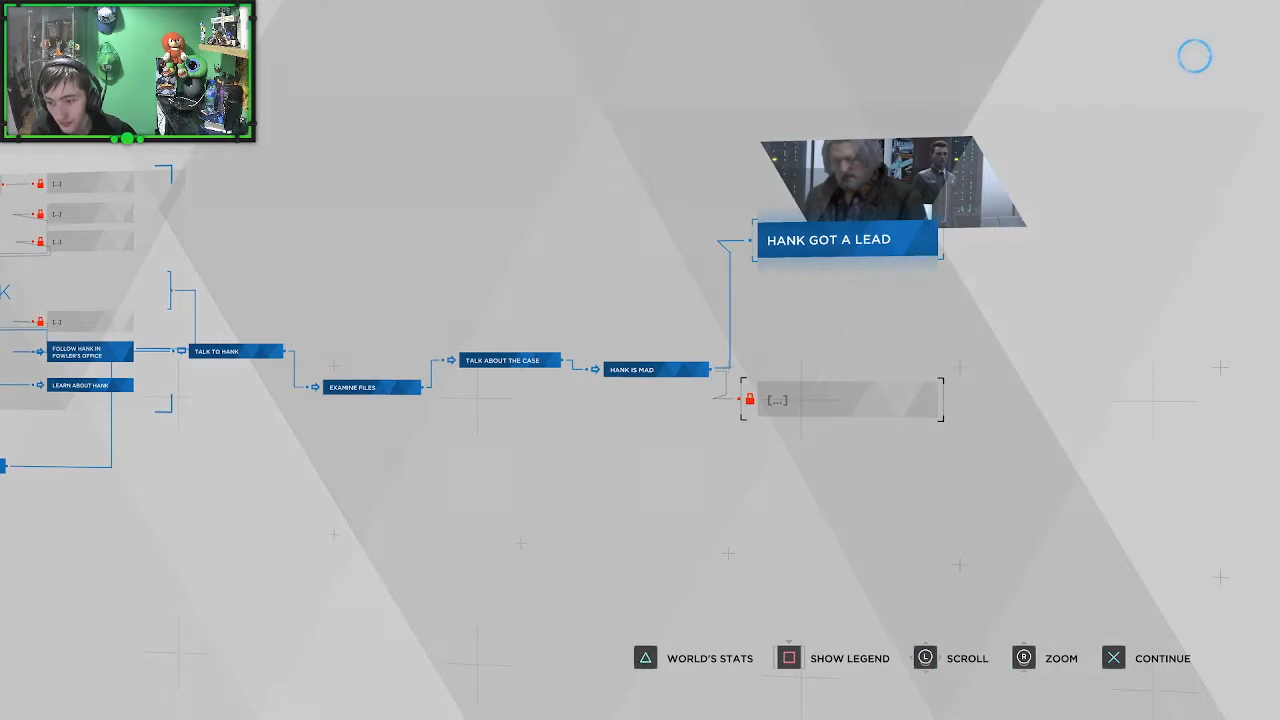 [...]
[...]
[...]
K
[...]
FOLLOW HANK IN
FOWLER'S OFFICE
LEARN ABOUT HANK
TALK TO HANK
EXAMINE FILES
TALK ABOUT THE CASE
HANK IS MAD
HANK GOT A LEAD
[...]
WORLD'S STATS
SHOW LEGEND
L
SCROLL
R
ZOOM
CONTINUE